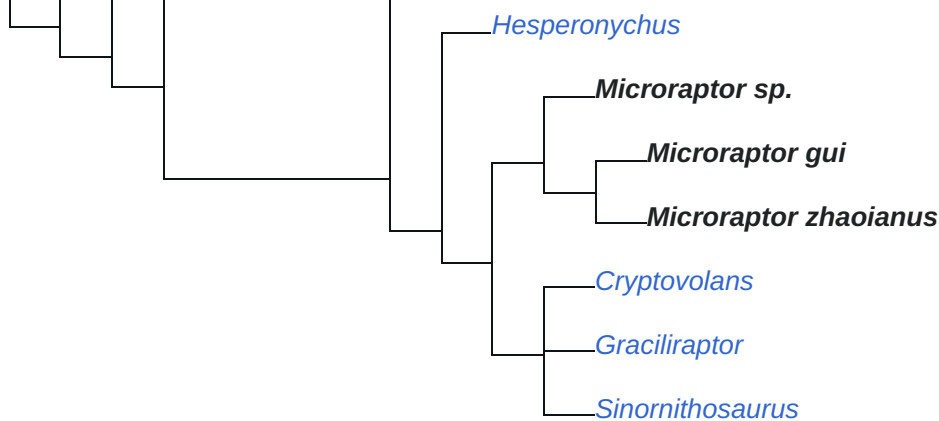 Hesperonychus
Microraptor sp.
Microraptor gui
Microraptor zhaoianus
Cryptovolans
Graciliraptor
Sinornithosaurus